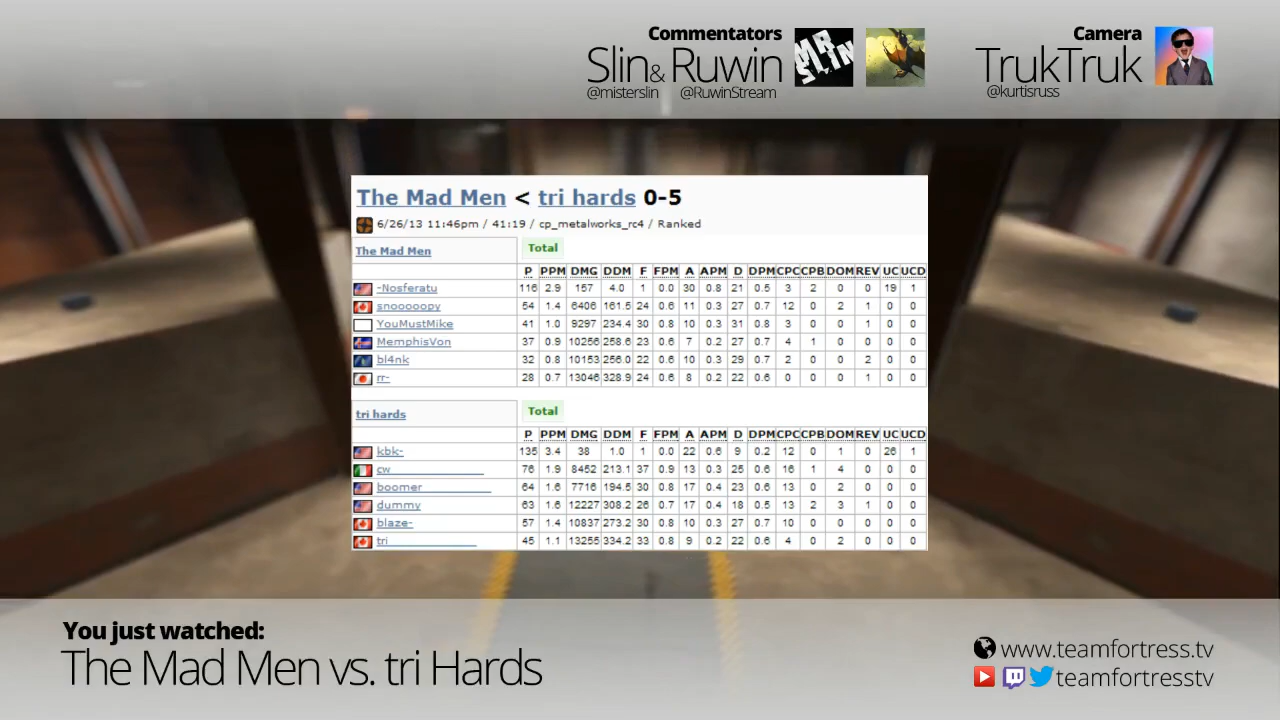 Commentators
Slin & Ruwin
@misterslin @RuwinStream
MR SLIN
Camera
TrukTruk
@kurtisruss
The Mad Men < tri hards 0-5
6/26/13 11:46pm / 41:19 / cp_metalworks_rc4 / Ranked
The Mad Men Total
P PPM DMG DDM F FPM A APM D DPM CPC CPB DOM REV UC UCD
-Nosferatu 116 2.9 157 4.0 1 0.0 30 0.8 21 0.5 3 2 0 0 19 1
snooooopy 54 1.4 6406 161.5 24 0.6 11 0.3 27 0.7 12 0 2 1 0 0
YouMustMike 41 1.0 9297 234.4 30 0.8 10 0.3 31 0.8 3 0 0 1 0 0
MemphisVon 37 0.9 10256 258.6 23 0.6 7 0.2 27 0.7 4 1 0 0 0 0
bl4nk 32 0.8 10153 256.0 22 0.6 10 0.3 29 0.7 1 0 0 2 0 0
rr- 28 0.7 13046 328.9 24 0.6 8 0.2 22 0.6 0 0 0 1 0 0
tri hards Total
P PPM DMG DDM F FPM A APM D DPM CPC CPB DOM REV UC UCD
kbk- 135 3.4 38 1.0 1 0.0 22 0.6 9 0.2 12 0 1 0 26 1
cw 76 1.9 8452 213.1 37 0.9 13 0.3 25 0.6 16 1 4 0 0 0
boomer 64 1.6 7716 194.5 30 0.8 17 0.4 23 0.6 13 0 2 0 0 0
dummy 63 1.6 12227 308.2 26 0.7 17 0.4 18 0.5 13 2 3 1 0 0
blaze- 57 1.4 10837 273.2 30 0.8 10 0.3 27 0.7 10 0 0 0 0 0
tri 45 1.1 13255 334.2 33 0.8 9 0.2 22 0.6 4 0 2 0 0 0
You just watched:
The Mad Men vs. tri Hards
www.teamfortress.tv
teamfortresstv